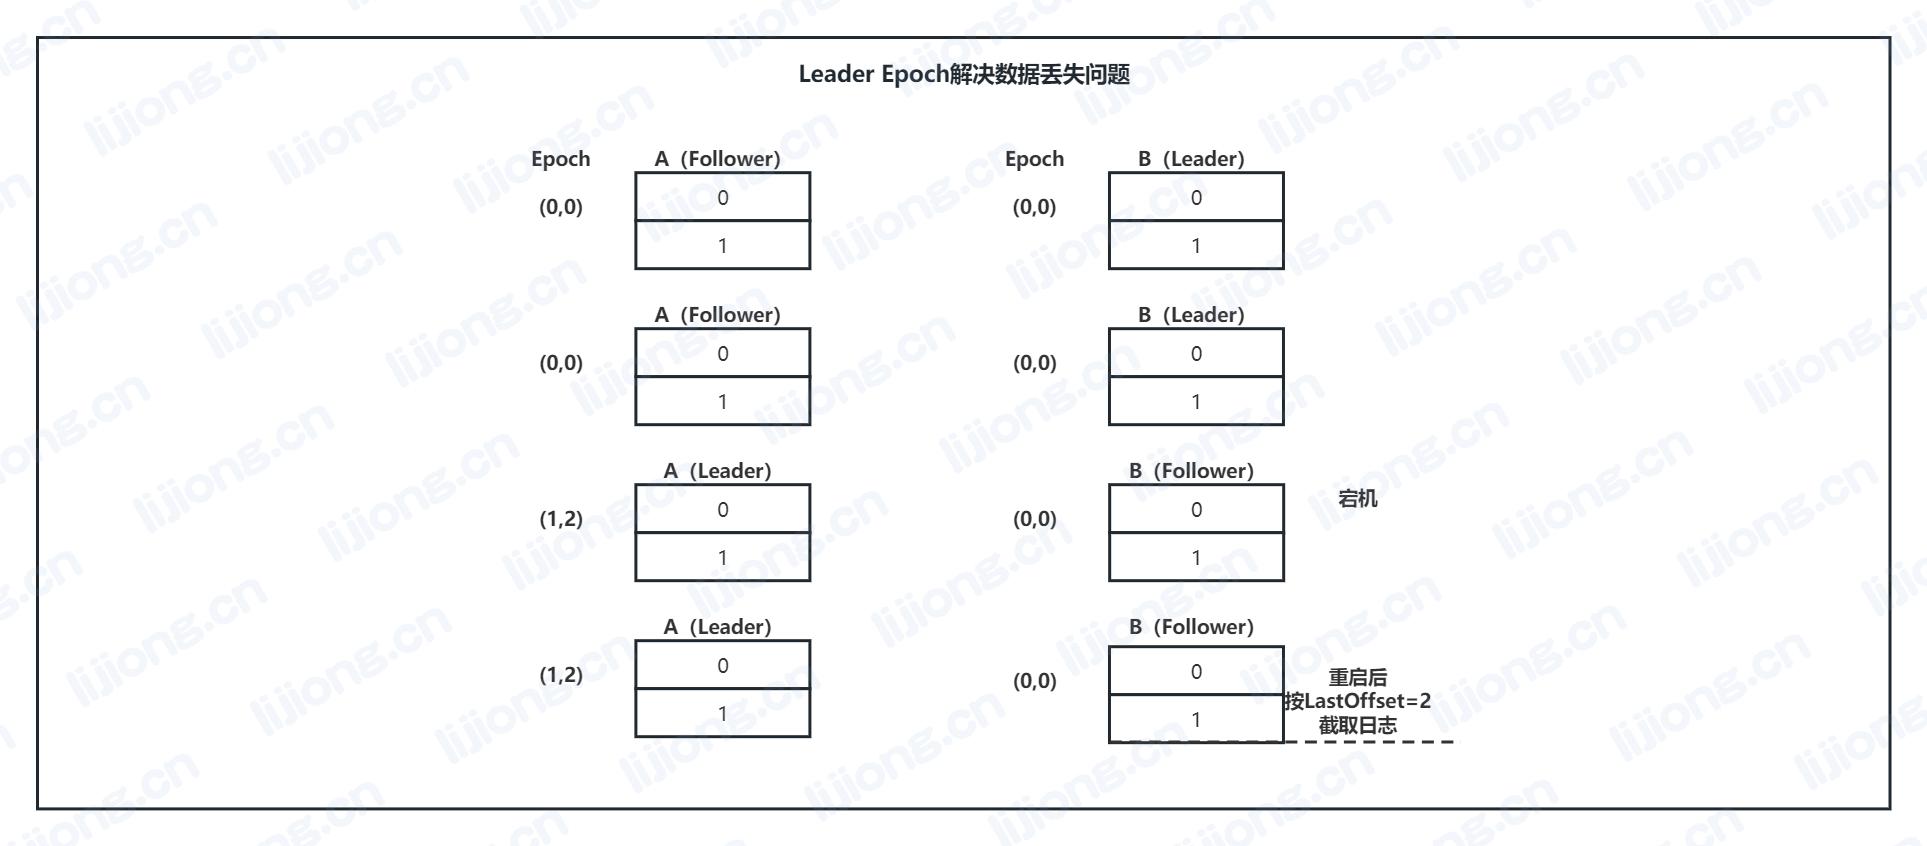 Leader Epoch解决数据丢失问题
Epoch
A（Follower）
Epoch
B（Leader）
(0,0)
0
1
(0,0)
0
1
A（Follower）
B（Leader）
(0,0)
0
1
(0,0)
0
1
A（Leader）
B（Follower）
(1,2)
0
1
(0,0)
0
1
宕机
A（Leader）
B（Follower）
(1,2)
0
1
(0,0)
0
1
重启后
按LastOffset=2
截取日志
lijiong.cn